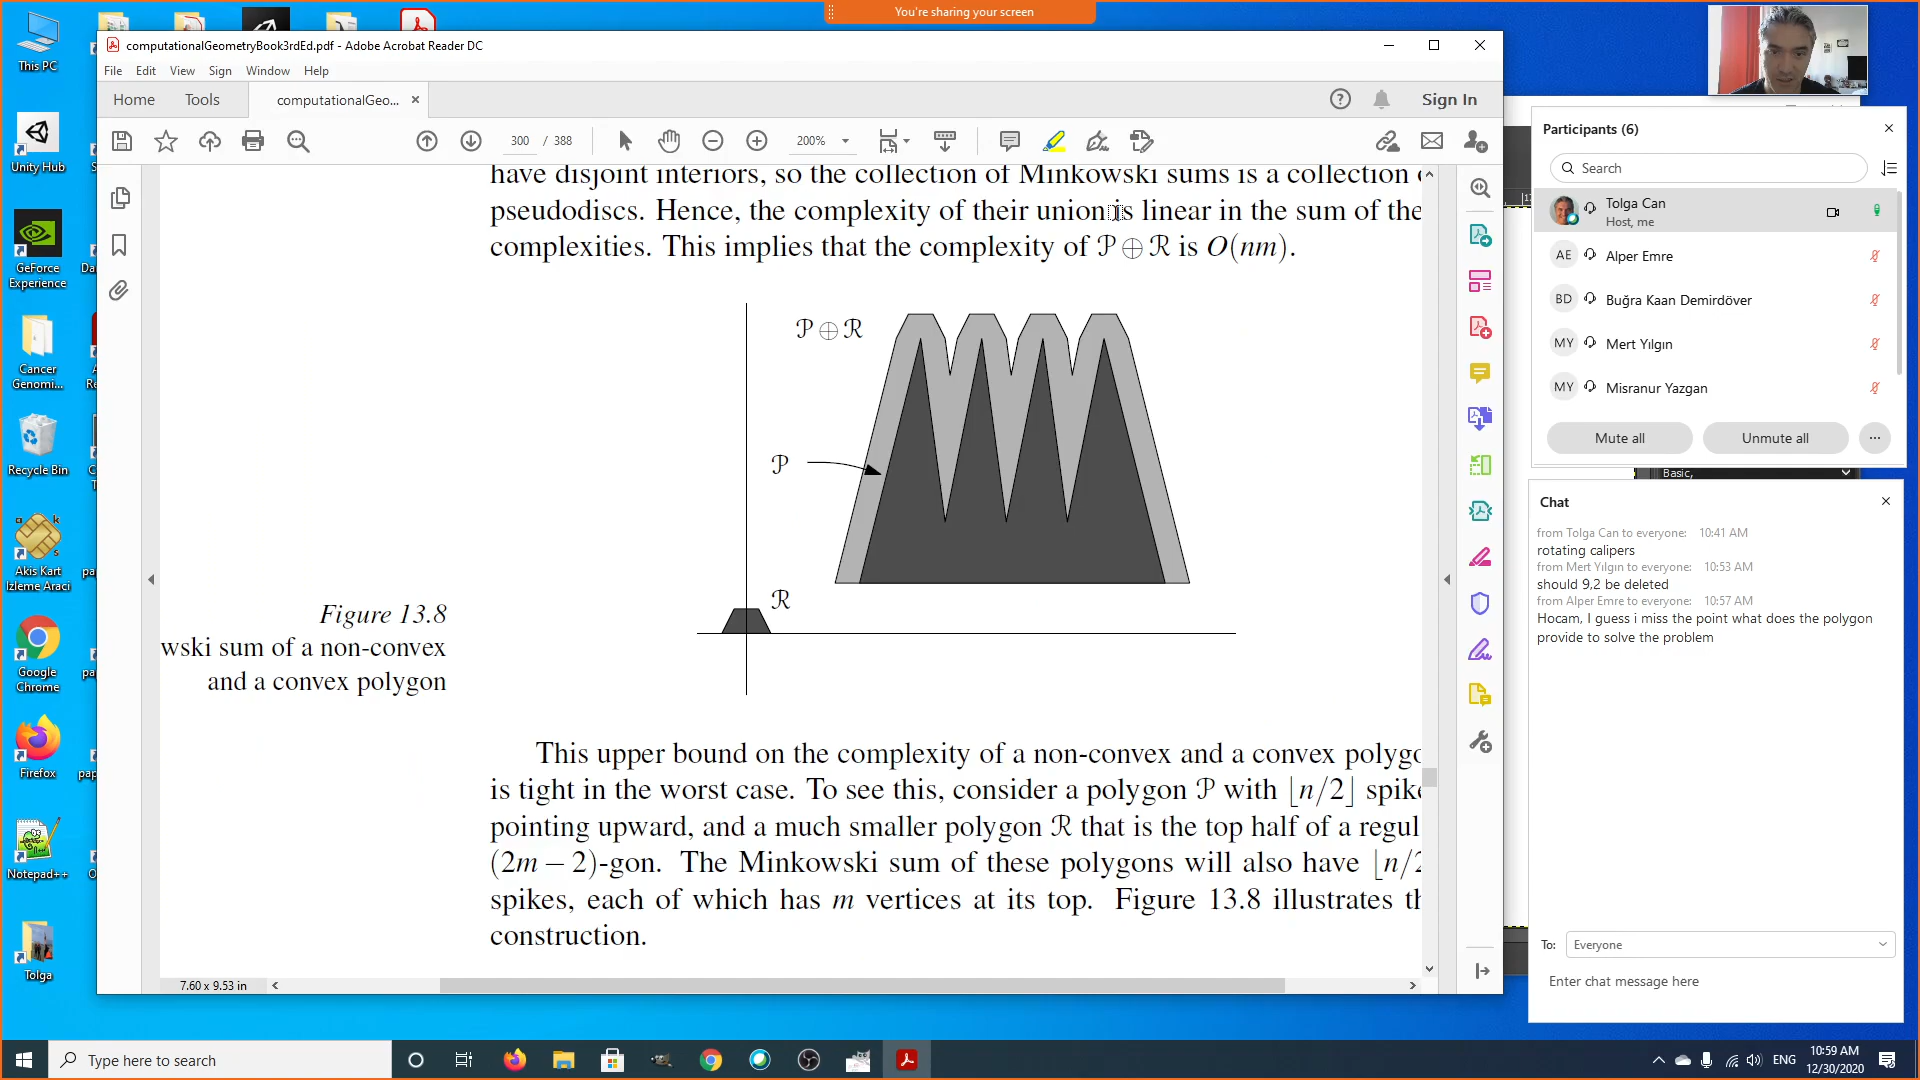 You're sharing your screen
This PC
computationalGeometryBook3rdEd.pdf - Adobe Acrobat Reader DC
File Edit View Sign Window Help
Home Tools computationalGeo... Sign In
300 / 388 200%
have disjoint interiors, so the collection of Minkowski sums is a collection
pseudodiscs. Hence, the complexity of their union is linear in the sum of the
complexities. This implies that the complexity of P⊕R is O(nm).
P⊕R
P
R
Figure 13.8
wski sum of a non-convex
and a convex polygon
This upper bound on the complexity of a non-convex and a convex polygo
is tight in the worst case. To see this, consider a polygon P with ⌊n/2⌋ spike
pointing upward, and a much smaller polygon R that is the top half of a regul
(2m−2)-gon. The Minkowski sum of these polygons will also have ⌊n/2
spikes, each of which has m vertices at its top. Figure 13.8 illustrates th
construction.
7.60 x 9.53 in
Unity Hub
GeForce
Experience
Cancer
Genomi...
Recycle Bin
Akis Kart
Izleme Araci
Google
Chrome
Firefox
Notepad++
Tolga
Participants (6)
Search
Tolga Can
Host, me
AE Alper Emre
BD Buğra Kaan Demirdöver
MY Mert Yılgın
MY Misranur Yazgan
Mute all Unmute all ...
Basic,
Chat
from Tolga Can to everyone: 10:41 AM
rotating calipers
from Mert Yılgın to everyone: 10:53 AM
should 9,2 be deleted
from Alper Emre to everyone: 10:57 AM
Hocam, I guess i miss the point what does the polygon
provide to solve the problem
To: Everyone
Enter chat message here
Type here to search
ENG
10:59 AM
12/30/2020